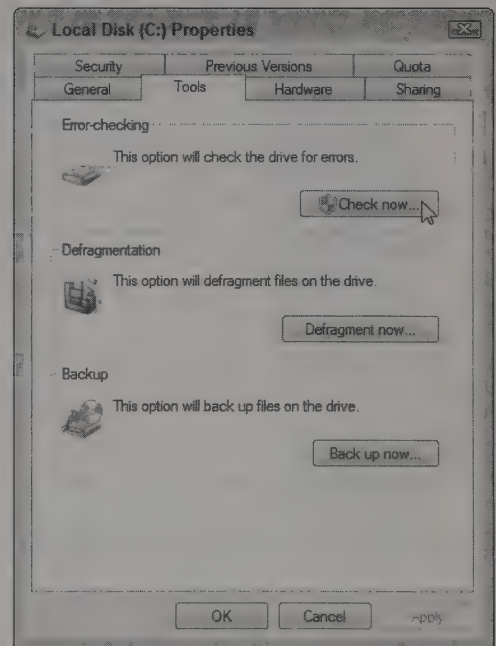 Local Disk (C:) Properties
Security Previous Versions Quota
General Tools Hardware Sharing
Error-checking
This option will check the drive for errors.
Check now...
Defragmentation
This option will defragment files on the drive.
Defragment now...
Backup
This option will back up files on the drive.
Back up now...
OK Cancel Apply